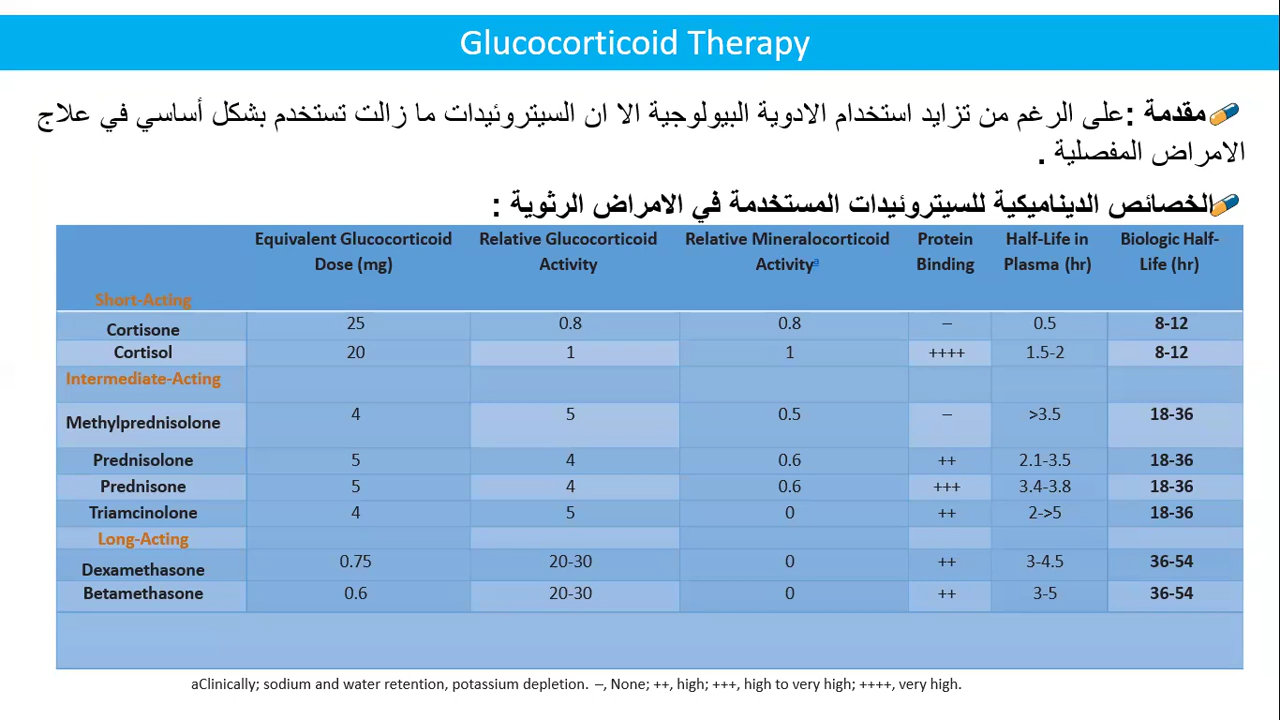 Glucocorticoid Therapy
مقدمة :على الرغم من تزايد استخدام الادوية البيولوجية الا ان السيتروئيدات ما زالت تستخدم بشكل أساسي في علاج
الامراض المفصلية .
الخصائص الديناميكية للسيتروئيدات المستخدمة في الامراض الرثوية :
Equivalent Glucocorticoid Dose (mg) Relative Glucocorticoid Activity Relative Mineralocorticoid Activitya Protein Binding Half-Life in Plasma (hr) Biologic Half-Life (hr)
Short-Acting
Cortisone 25 0.8 0.8 – 0.5 8-12
Cortisol 20 1 1 ++++ 1.5-2 8-12
Intermediate-Acting
Methylprednisolone 4 5 0.5 – >3.5 18-36
Prednisolone 5 4 0.6 ++ 2.1-3.5 18-36
Prednisone 5 4 0.6 +++ 3.4-3.8 18-36
Triamcinolone 4 5 0 ++ 2->5 18-36
Long-Acting
Dexamethasone 0.75 20-30 0 ++ 3-4.5 36-54
Betamethasone 0.6 20-30 0 ++ 3-5 36-54
aClinically; sodium and water retention, potassium depletion. –, None; ++, high; +++, high to very high; ++++, very high.